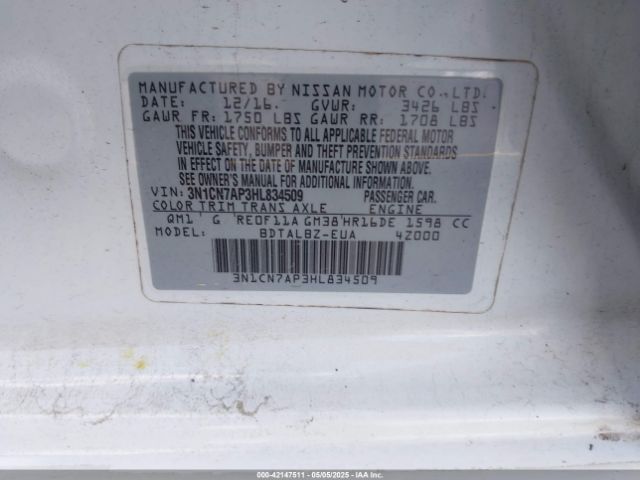 MANUFACTURED BY NISSAN MOTOR CO.,LTD.
DATE: 12/16. GVWR: 3426 LBS
GAWR FR: 1750 LBS GAWR RR: 1708 LBS
THIS VEHICLE CONFORMS TO ALL APPLICABLE FEDERAL MOTOR
VEHICLE SAFETY, BUMPER AND THEFT PREVENTION STANDARDS
IN EFFECT ON THE DATE OF MANUFACTURE SHOWN ABOVE.
SEE OWNER'S MANUAL FOR ADDITIONAL INFORMATION
VIN: 3N1CN7AP3HL834509 PASSENGER CAR.
COLOR TRIM TRANS AXLE ENGINE
QM1 G RE0F11A GM38 HR16DE 1598 CC
MODEL: BDTALBZ-EUA 4Z000
3N1CN7AP3HL834509
000-42147511 - 05/05/2025 - IAAI.COM